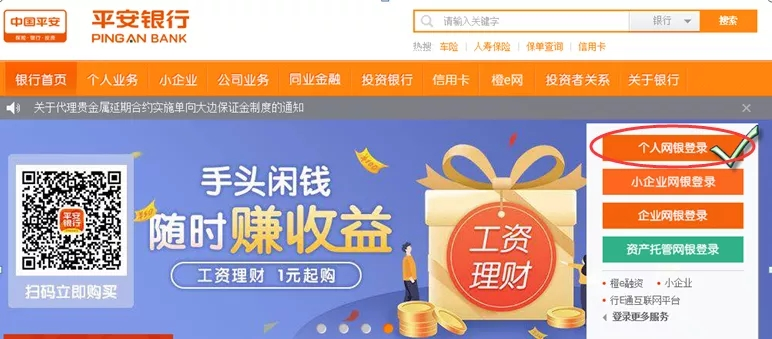 中国平安
保险·银行·投资
平安银行
PING AN BANK
请输入关键字
银行
搜索
热搜 车险 人寿保险 保单查询 信用卡
银行首页 个人业务 小企业 公司业务 同业金融 投资银行 信用卡 橙e网 投资者关系 关于银行
关于代理贵金属延期合约实施单向大边保证金制度的通知
手头闲钱
随时赚收益
工资理财 1元起购
平安
银行
扫码立即购买
工资
理财
个人网银登录
小企业网银登录
企业网银登录
资产托管网银登录
橙e融资 小企业
行E通互联网平台
登录更多服务